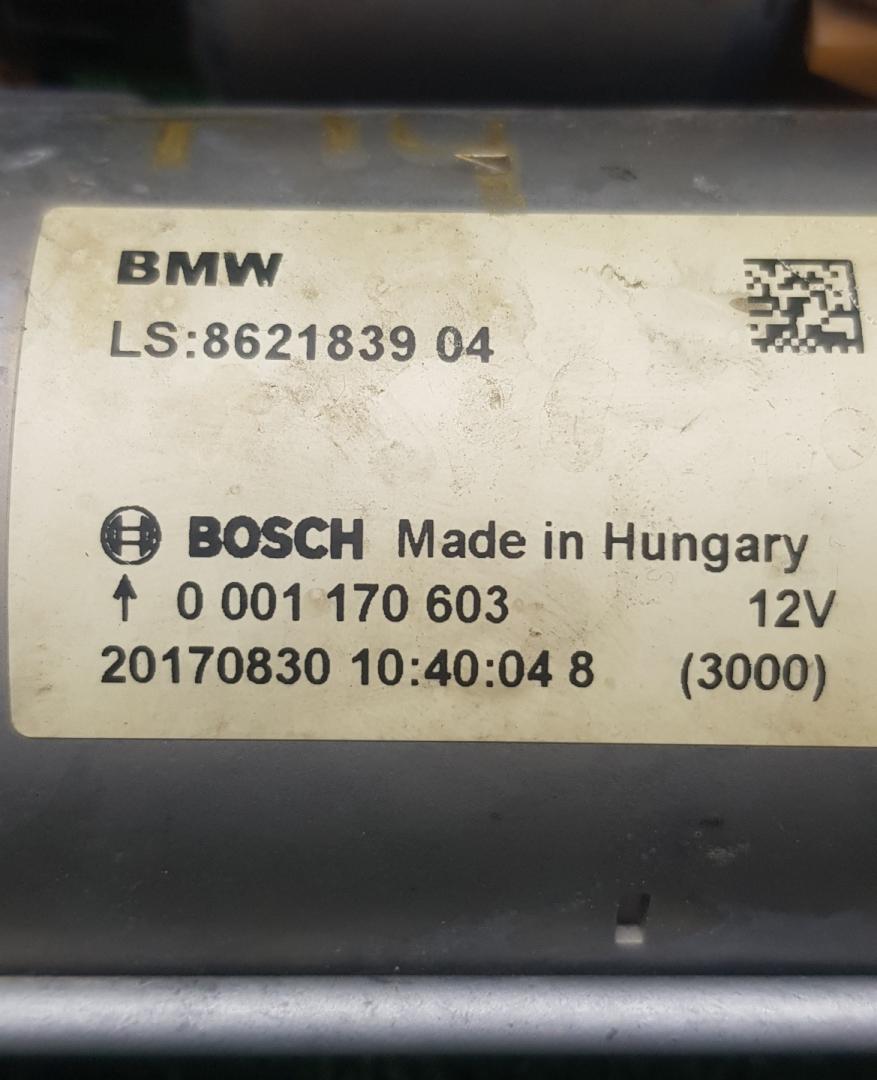 BMW
LS:8621839 04
BOSCH Made in Hungary
↑ 0 001 170 603 12V
20170830 10:40:04 8 (3000)